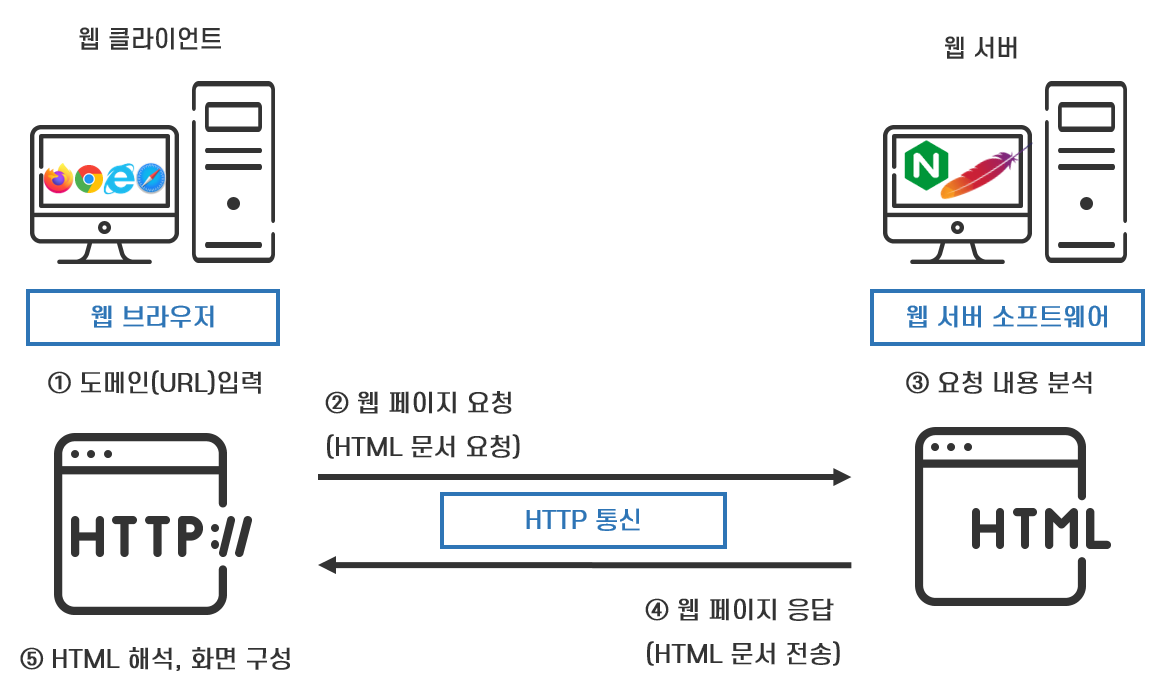 웹 클라이언트
웹 서버
N
웹 브라우저
웹 서버 소프트웨어
① 도메인(URL)입력
③ 요청 내용 분석
② 웹 페이지 요청
(HTML 문서 요청)
HTTP://
HTTP 통신
HTML
④ 웹 페이지 응답
(HTML 문서 전송)
⑤ HTML 해석, 화면 구성